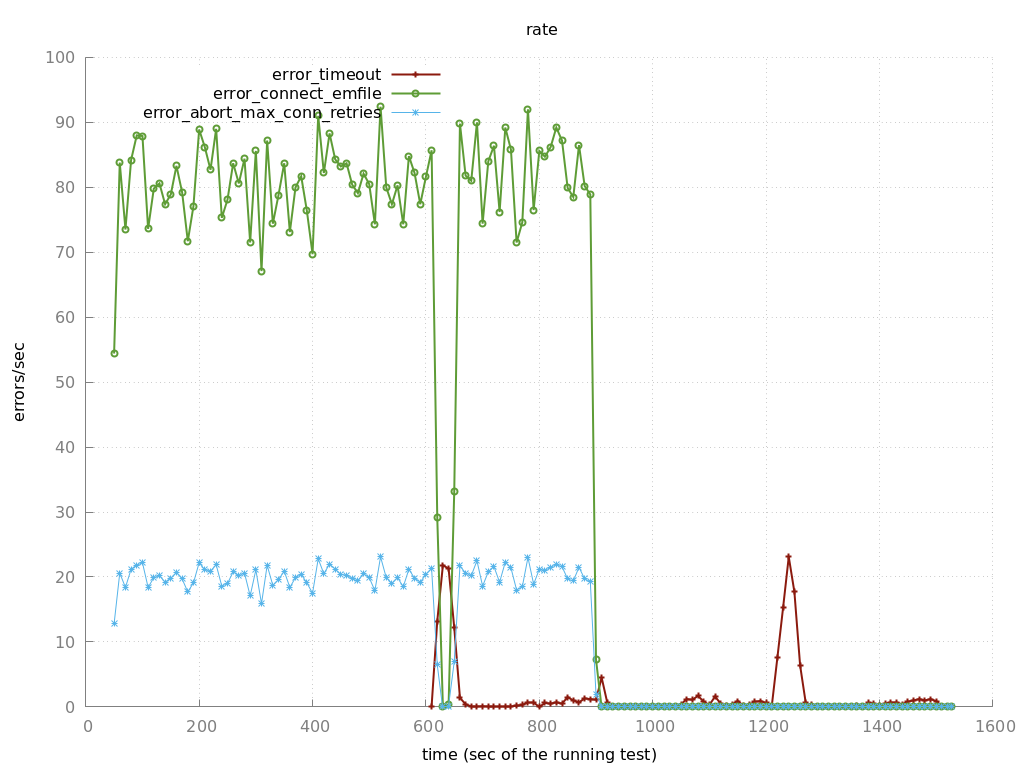 rate
error_timeout
error_connect_emfile
error_abort_max_conn_retries
errors/sec
100
90
80
70
60
50
40
30
20
10
0
0 200 400 600 800 1000 1200 1400 1600
time (sec of the running test)